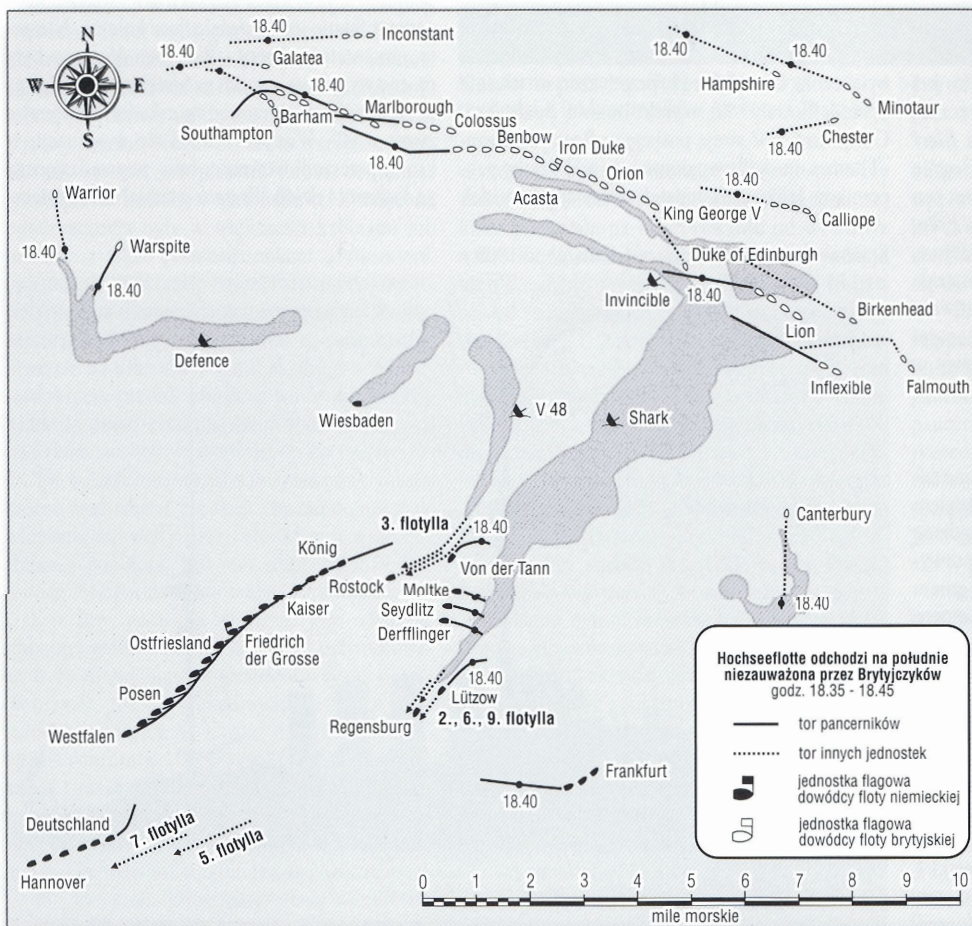 N
W
E
S
18.40
Inconstant
18.40
Galatea
18.40
Southampton
Barham
Marlborough
Colossus
18.40
Benbow
Iron Duke
Orion
Acasta
King George V
18.40
Hampshire
18.40
Minotaur
Chester
18.40
18.40
Calliope
Duke of Edinburgh
Invincible
18.40
Birkenhead
Lion
Inflexible
Falmouth
Warrior
18.40
Warspite
18.40
Defence
Wiesbaden
V 48
Shark
3. flotylla
18.40
König
Rostock
Von der Tann
Moltke
Seydlitz
Derfflinger
Kaiser
Ostfriesland
Friedrich
der Grosse
Posen
Westfalen
18.40
Lützow
Regensburg
2., 6., 9. flotylla
Canterbury
18.40
Frankfurt
18.40
Deutschland
7. flotylla
5. flotylla
Hannover
Hochseeflotte odchodzi na południe
niezauważona przez Brytyjczyków
godz. 18.35 - 18.45
tor pancerników
tor innych jednostek
jednostka flagowa
dowódcy floty niemieckiej
jednostka flagowa
dowódcy floty brytyjskiej
0 1 2 3 4 5 6 7 8 9 10
mile morskie